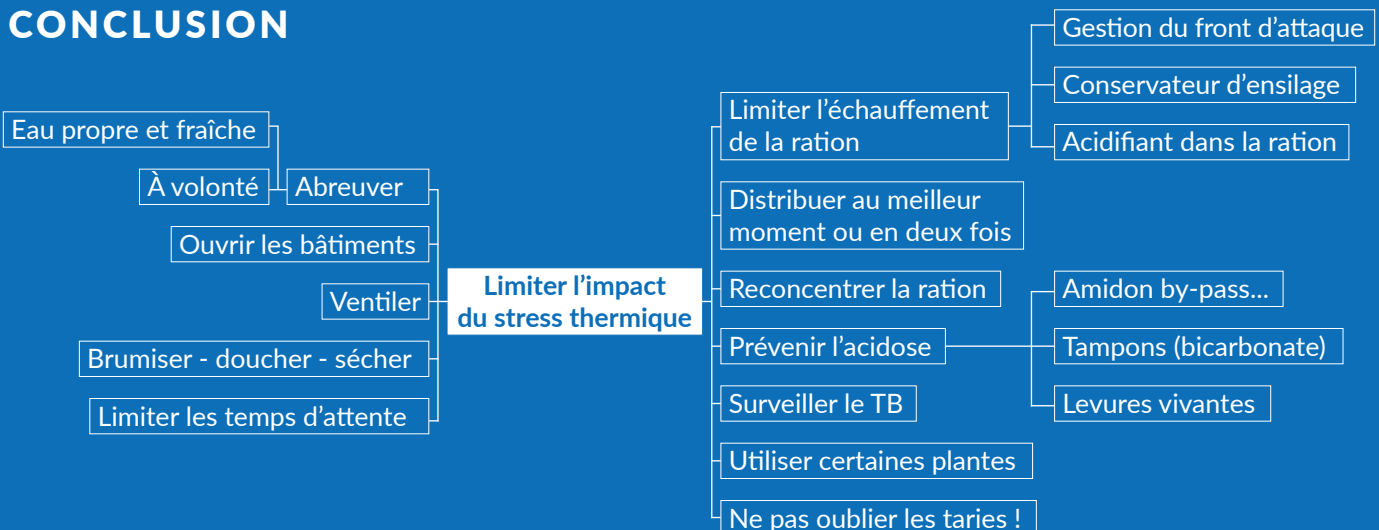 CONCLUSION
Eau propre et fraîche
À volonté
Abreuver
Ouvrir les bâtiments
Ventiler
Brumiser - doucher - sécher
Limiter les temps d’attente
Limiter l’impact
du stress thermique
Limiter l’échauffement
de la ration
Gestion du front d’attaque
Conservateur d’ensilage
Acidifiant dans la ration
Distribuer au meilleur
moment ou en deux fois
Reconcentrer la ration
Prévenir l’acidose
Amidon by-pass...
Tampons (bicarbonate)
Levures vivantes
Surveiller le TB
Utiliser certaines plantes
Ne pas oublier les taries !